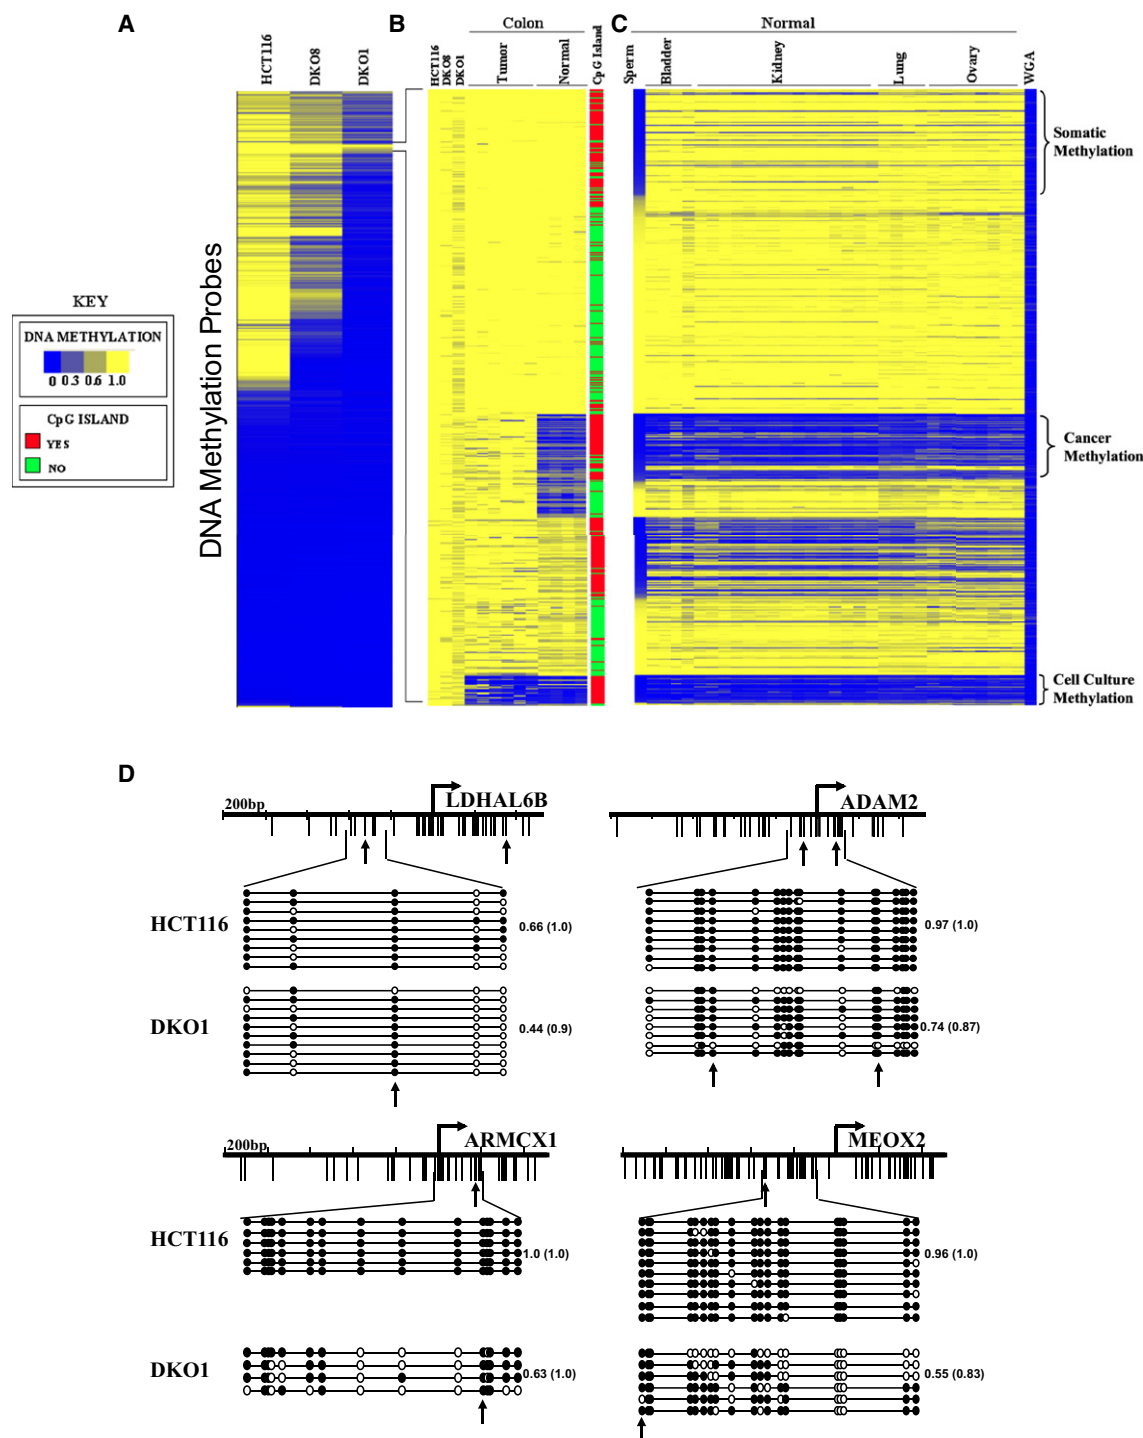 A
HCT116
DKO8
DKO1
B
Colon
HCT116
DKO8
DKO1
Tumor
Normal
CpG Island
C
Normal
Sperm
Bladder
Kidney
Lung
Ovary
WGA
Somatic
Methylation
Cancer
Methylation
Cell Culture
Methylation
DNA Methylation Probes
KEY
DNA METHYLATION
0 0.3 0.6 1.0
CpG ISLAND
YES
NO
D
200bp
LDHAL6B
HCT116
0.66 (1.0)
DKO1
0.44 (0.9)
ADAM2
0.97 (1.0)
0.74 (0.87)
200bp
ARMCX1
HCT116
1.0 (1.0)
DKO1
0.63 (1.0)
MEOX2
0.96 (1.0)
0.55 (0.83)